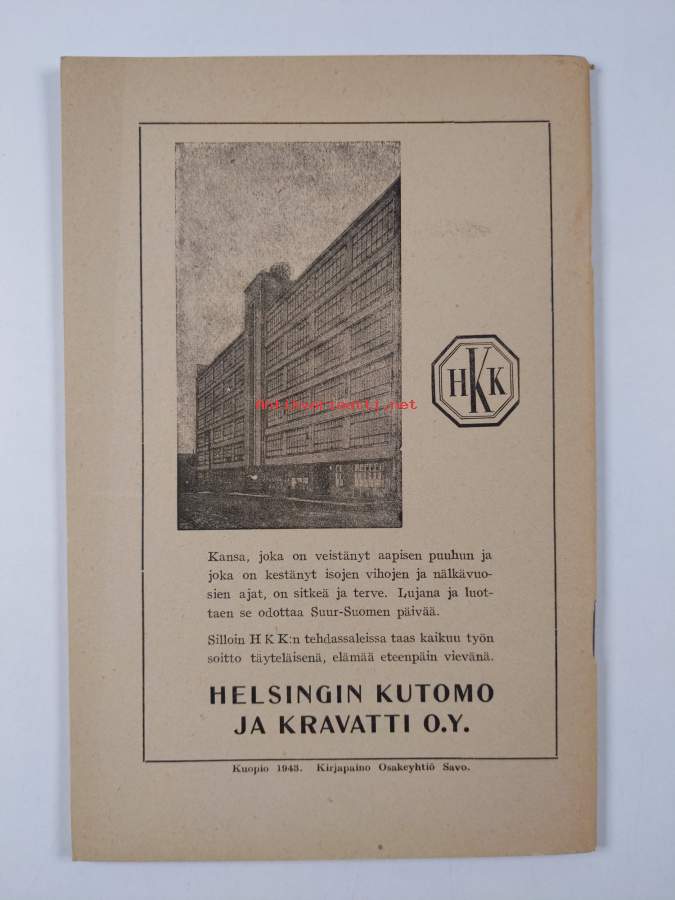 HKK
Antikvariaatti.net
Kansa, joka on veistänyt aapisen puuhun ja
joka on kestänyt isojen vihojen ja nälkävuo-
sien ajat, on sitkeä ja terve. Lujana ja luot-
taen se odottaa Suur-Suomen päivää.
Silloin H K K:n tehdassaleissa taas kaikuu työn
soitto täyteläisenä, elämää eteenpäin vievänä.
HELSINGIN KUTOMO
JA KRAVATTI O.Y.
Kuopio 1943. Kirjapaino Osakeyhtiö Savo.